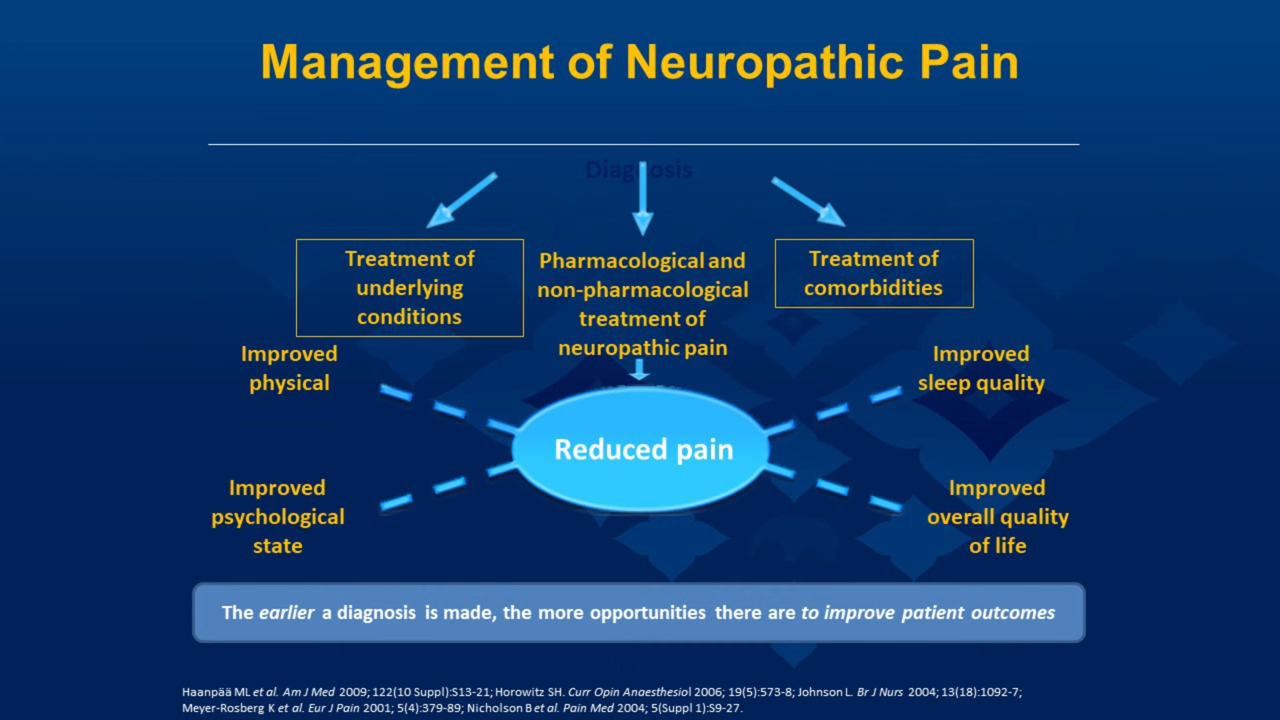 Management of Neuropathic Pain
Diagnosis
Treatment of
underlying
conditions
Pharmacological and
non-pharmacological
treatment of
neuropathic pain
Treatment of
comorbidities
Improved
physical
Improved
sleep quality
Reduced pain
Improved
psychological
state
Improved
overall quality
of life
The earlier a diagnosis is made, the more opportunities there are to improve patient outcomes
Haanpää ML et al. Am J Med 2009; 122(10 Suppl):S13-21; Horowitz SH. Curr Opin Anaesthesiol 2006; 19(5):573-8; Johnson L. Br J Nurs 2004; 13(18):1092-7;
Meyer-Rosberg K et al. Eur J Pain 2001; 5(4):379-89; Nicholson B et al. Pain Med 2004; 5(Suppl 1):S9-27.